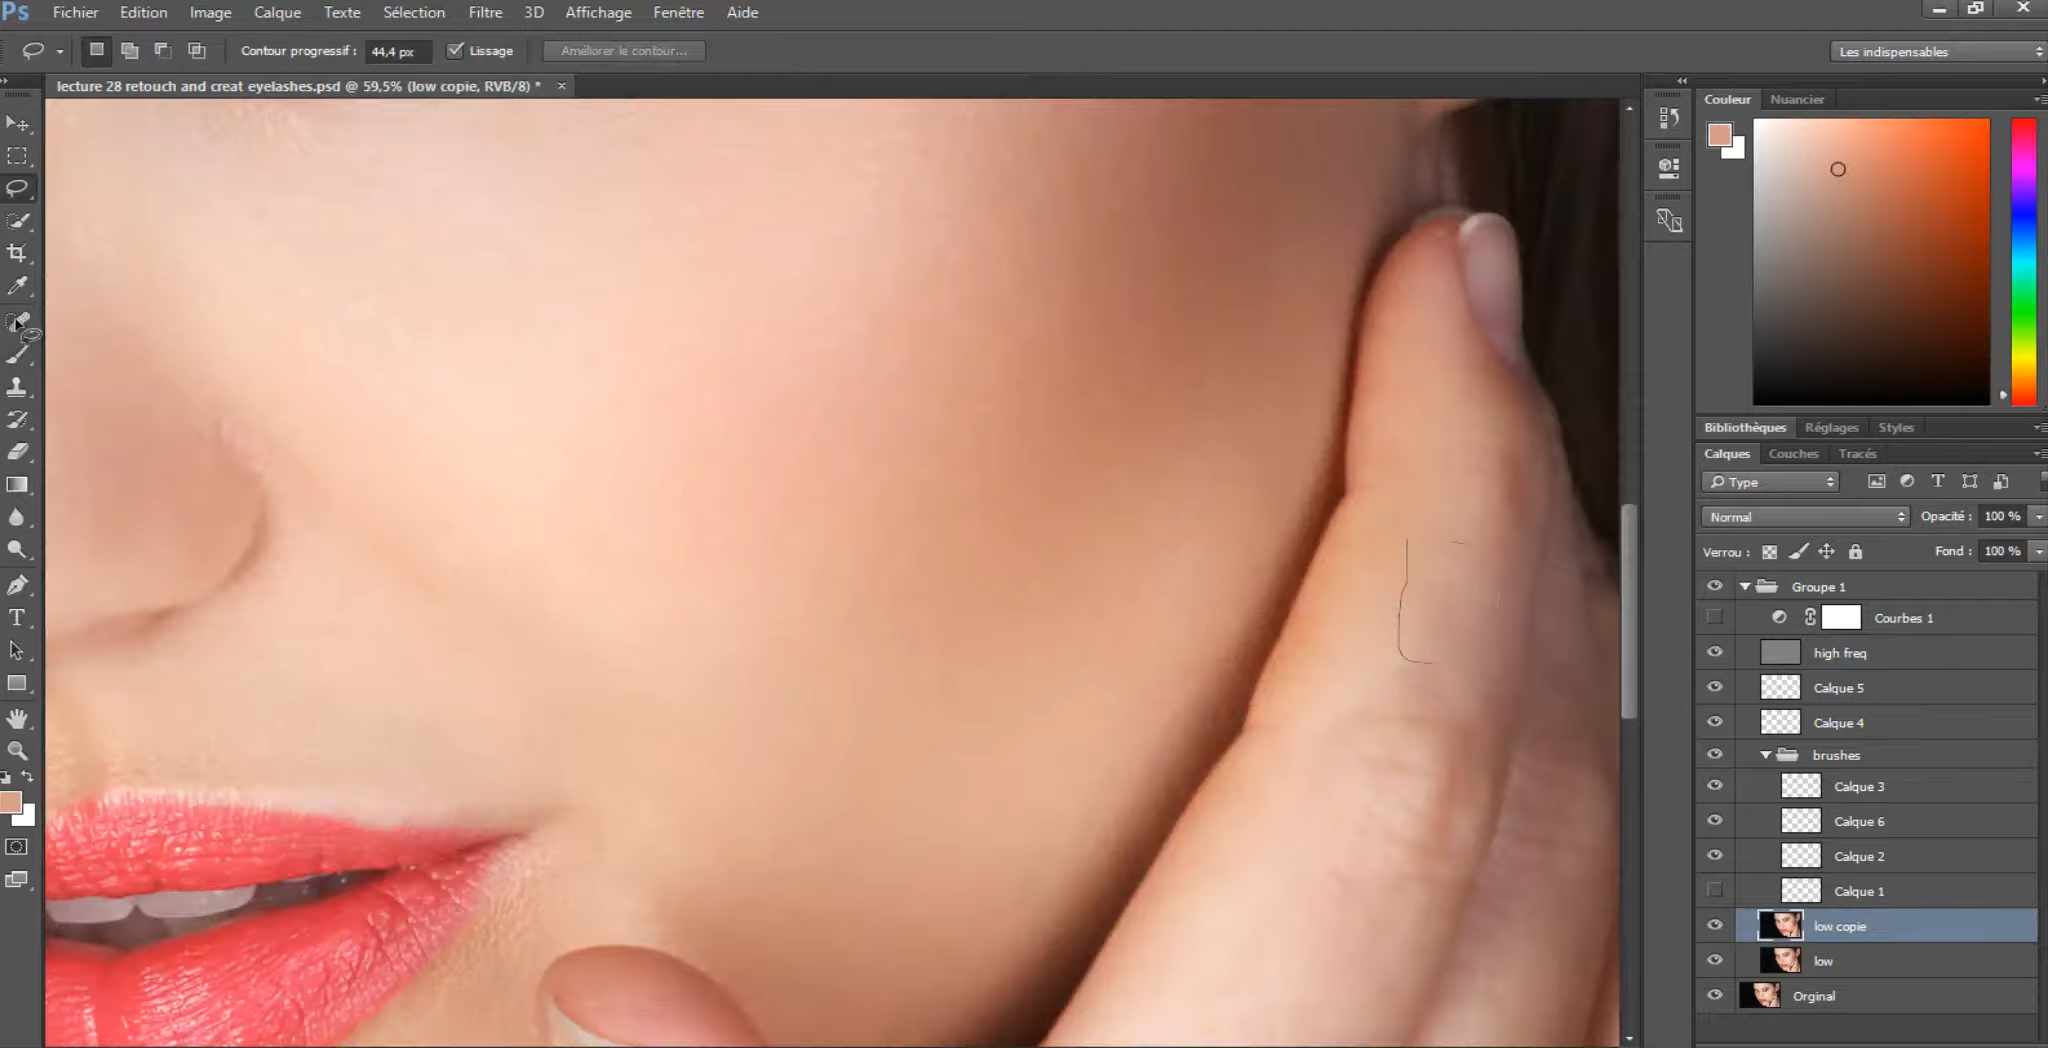 Ps Fichier Edition Image Calque Texte Sélection Filtre 3D Affichage Fenêtre Aide
Contour progressif : 44,4 px Lissage Améliorer le contour... Les indispensables
lecture 28 retouch and creat eyelashes.psd @ 59,5% (low copie, RVB/8) *
Couleur Nuancier
Bibliothèques Réglages Styles
Calques Couches Tracés
Type
Normal Opacité : 100 %
Verrou : Fond : 100 %
Groupe 1
Courbes 1
high freq
Calque 5
Calque 4
brushes
Calque 3
Calque 6
Calque 2
Calque 1
low copie
low
Orginal